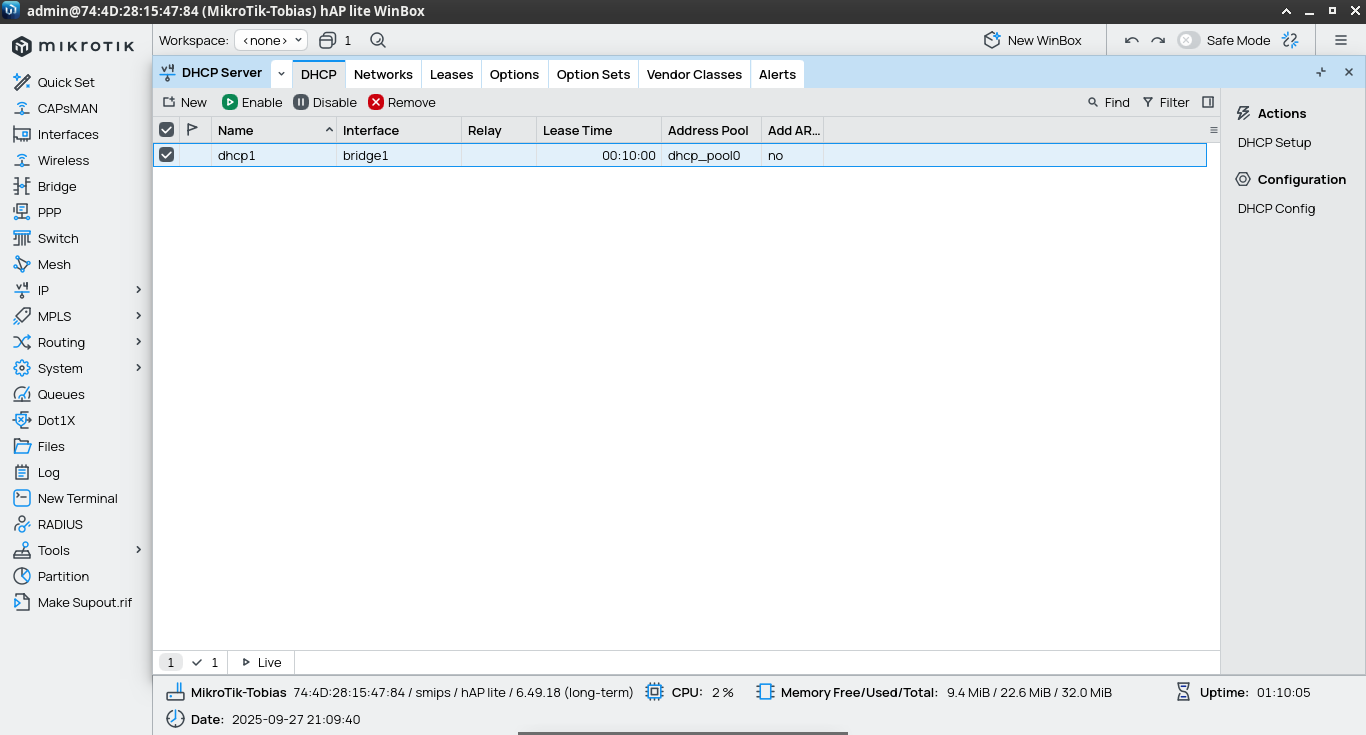 admin@74:4D:28:15:47:84 (MikroTik-Tobias) hAP lite WinBox
MikroTik
Workspace: <none> 1 New WinBox Safe Mode
Quick Set
CAPsMAN
Interfaces
Wireless
Bridge
PPP
Switch
Mesh
IP
MPLS
Routing
System
Queues
Dot1X
Files
Log
New Terminal
RADIUS
Tools
Partition
Make Supout.rif
v4 DHCP Server DHCP Networks Leases Options Option Sets Vendor Classes Alerts
New Enable Disable Remove Find Filter
Name Interface Relay Lease Time Address Pool Add AR...
dhcp1 bridge1 00:10:00 dhcp_pool0 no
Actions
DHCP Setup
Configuration
DHCP Config
1 1 Live
MikroTik-Tobias 74:4D:28:15:47:84 / smips / hAP lite / 6.49.18 (long-term) CPU: 2 % Memory Free/Used/Total: 9.4 MiB / 22.6 MiB / 32.0 MiB Uptime: 01:10:05
Date: 2025-09-27 21:09:40